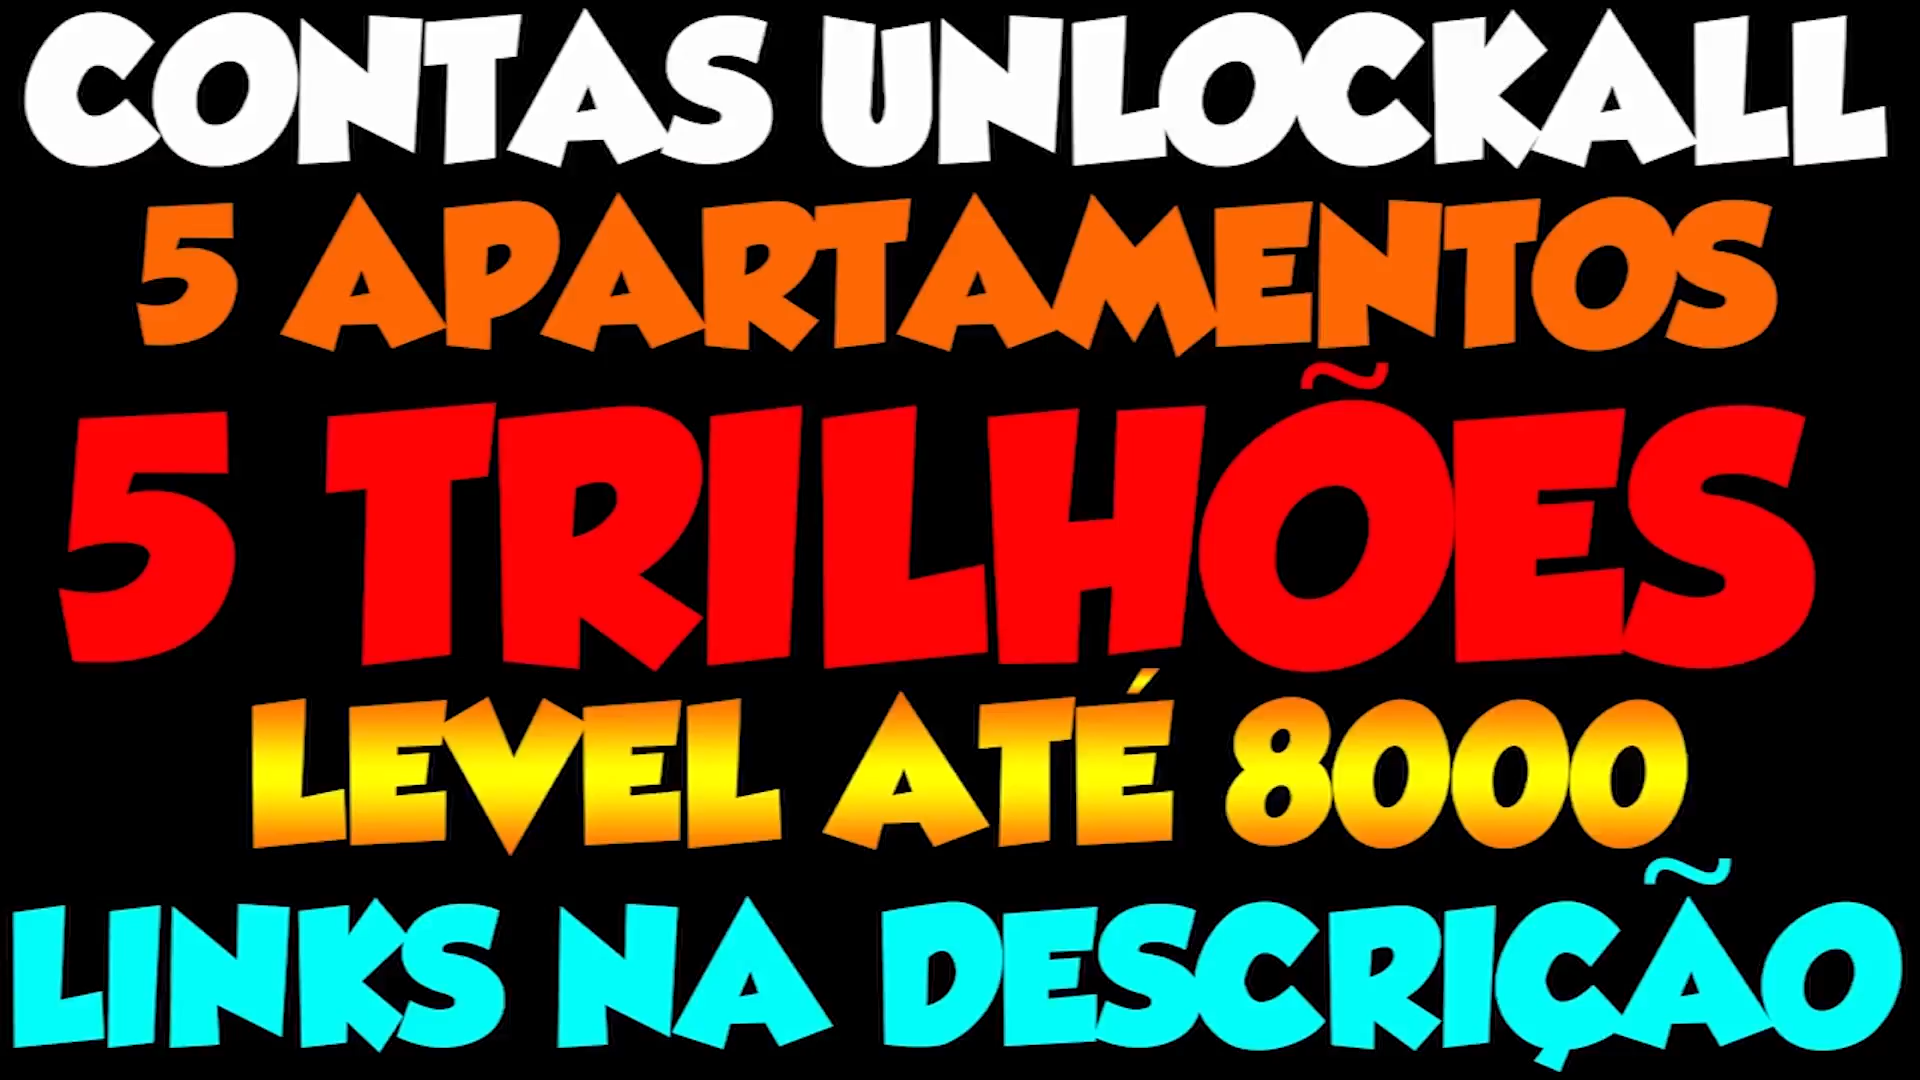 CONTAS UNLOCKALL
5 APARTAMENTOS
5 TRILHÕES
LEVEL ATÉ 8000
LINKS NA DESCRIÇÃO